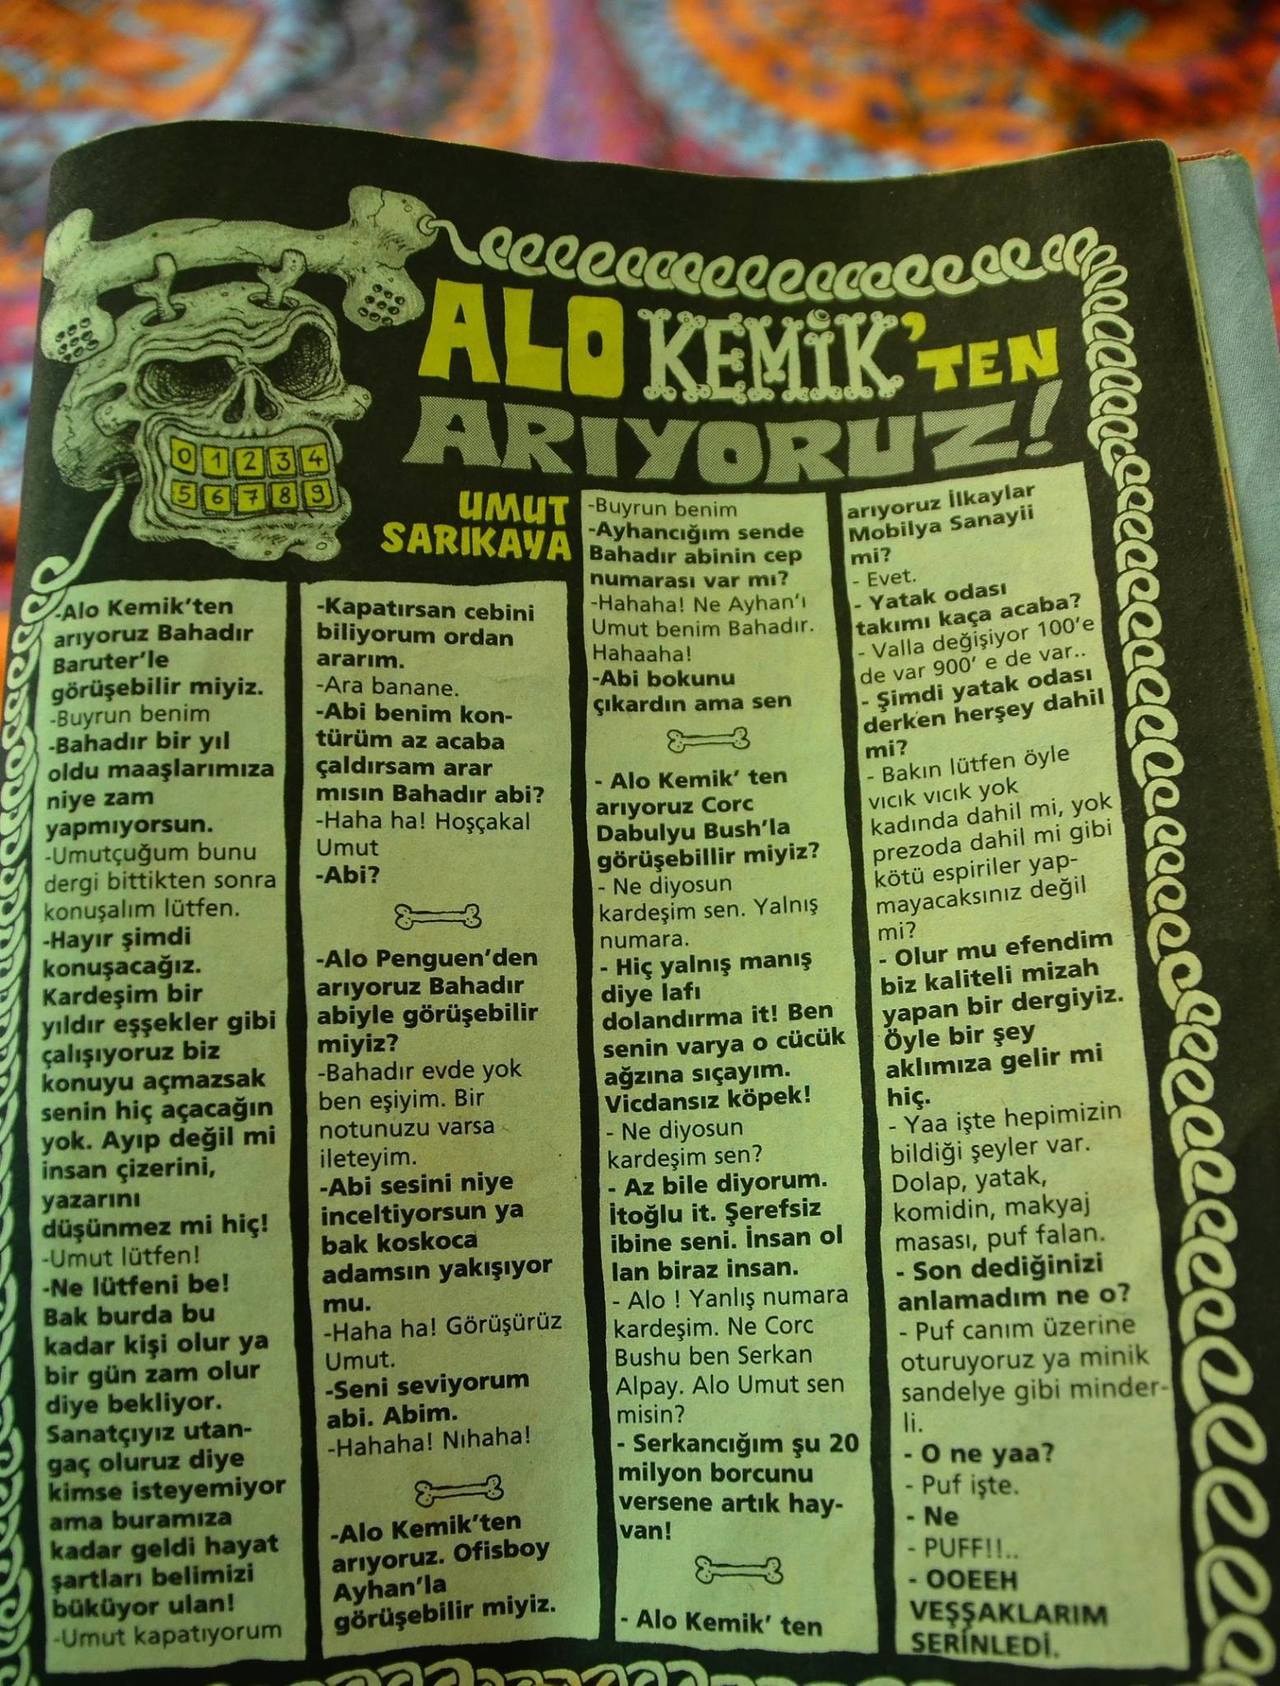 ALO KEMİK'TEN
ARIYORUZ!
0 1 2 3 4
5 6 7 8 9
UMUT
SARIKAYA
-Alo Kemik'ten
arıyoruz Bahadır
Baruter'le
görüşebilir miyiz.
-Buyrun benim
-Bahadır bir yıl
oldu maaşlarımıza
niye zam
yapmıyorsun.
-Umutçuğum bunu
dergi bittikten sonra
konuşalım lütfen.
-Hayır şimdi
konuşacağız.
Kardeşim bir
yıldır eşşekler gibi
çalışıyoruz biz
konuyu açmazsak
senin hiç açacağın
yok. Ayıp değil mi
insan çizerini,
yazarını
düşünmez mi hiç!
-Umut lütfen!
-Ne lütfeni be!
Bak burda bu
kadar kişi olur ya
bir gün zam olur
diye bekliyor.
Sanatçıyız utan-
gaç oluruz diye
kimse isteyemiyor
ama buramıza
kadar geldi hayat
şartları belimizi
büküyor ulan!
-Umut kapatıyorum
-Kapatırsan cebini
biliyorum ordan
ararım.
-Ara banane.
-Abi benim kon-
türüm az acaba
çaldırsam arar
mısın Bahadır abi?
-Haha ha! Hoşçakal
Umut
-Abi?
-Alo Penguen'den
arıyoruz Bahadır
abiyle görüşebilir
miyiz?
-Bahadır evde yok
ben eşiyim. Bir
notunuzu varsa
ileteyim.
-Abi sesini niye
inceltiyorsun ya
bak koskoca
adamsın yakışıyor
mu.
-Haha ha! Görüşürüz
Umut.
-Seni seviyorum
abi. Abim.
-Hahaha! Nıhaha!
-Alo Kemik'ten
arıyoruz. Ofisboy
Ayhan'la
görüşebilir miyiz.
-Buyrun benim
-Ayhancığım sende
Bahadır abinin cep
numarası var mı?
-Hahaha! Ne Ayhan'ı
Umut benim Bahadır.
Hahaaha!
-Abi bokunu
çıkardın ama sen
- Alo Kemik' ten
arıyoruz Corc
Dabulyu Bush'la
görüşebillir miyiz?
- Ne diyosun
kardeşim sen. Yalnış
numara.
- Hiç yalnış manış
diye lafı
dolandırma it! Ben
senin varya o cücük
ağzına sıçayım.
Vicdansız köpek!
- Ne diyosun
kardeşim sen?
- Az bile diyorum.
İtoğlu it. Şerefsiz
ibine seni. İnsan ol
lan biraz insan.
- Alo ! Yanlış numara
kardeşim. Ne Corc
Bushu ben Serkan
Alpay. Alo Umut sen
misin?
- Serkancığım şu 20
milyon borcunu
versene artık hay-
van!
- Alo Kemik' ten
arıyoruz İlkaylar
Mobilya Sanayii
mi?
- Evet.
- Yatak odası
takımı kaça acaba?
- Valla değişiyor 100'e
de var 900' e de var..
- Şimdi yatak odası
derken herşey dahil
mi?
- Bakın lütfen öyle
vıcık vıcık yok
kadında dahil mi, yok
prezoda dahil mi gibi
kötü espiriler yap-
mayacaksınız değil
mi?
- Olur mu efendim
biz kaliteli mizah
yapan bir dergiyiz.
Öyle bir şey
aklımıza gelir mi
hiç.
- Yaa işte hepimizin
bildiği şeyler var.
Dolap, yatak,
komidin, makyaj
masası, puf falan.
- Son dediğinizi
anlamadım ne o?
- Puf canım üzerine
oturuyoruz ya minik
sandelye gibi minder-
li.
- O ne yaa?
- Puf işte.
- Ne
- PUFF!!..
- OOEEH
VEŞŞAKLARIM
SERİNLEDİ.